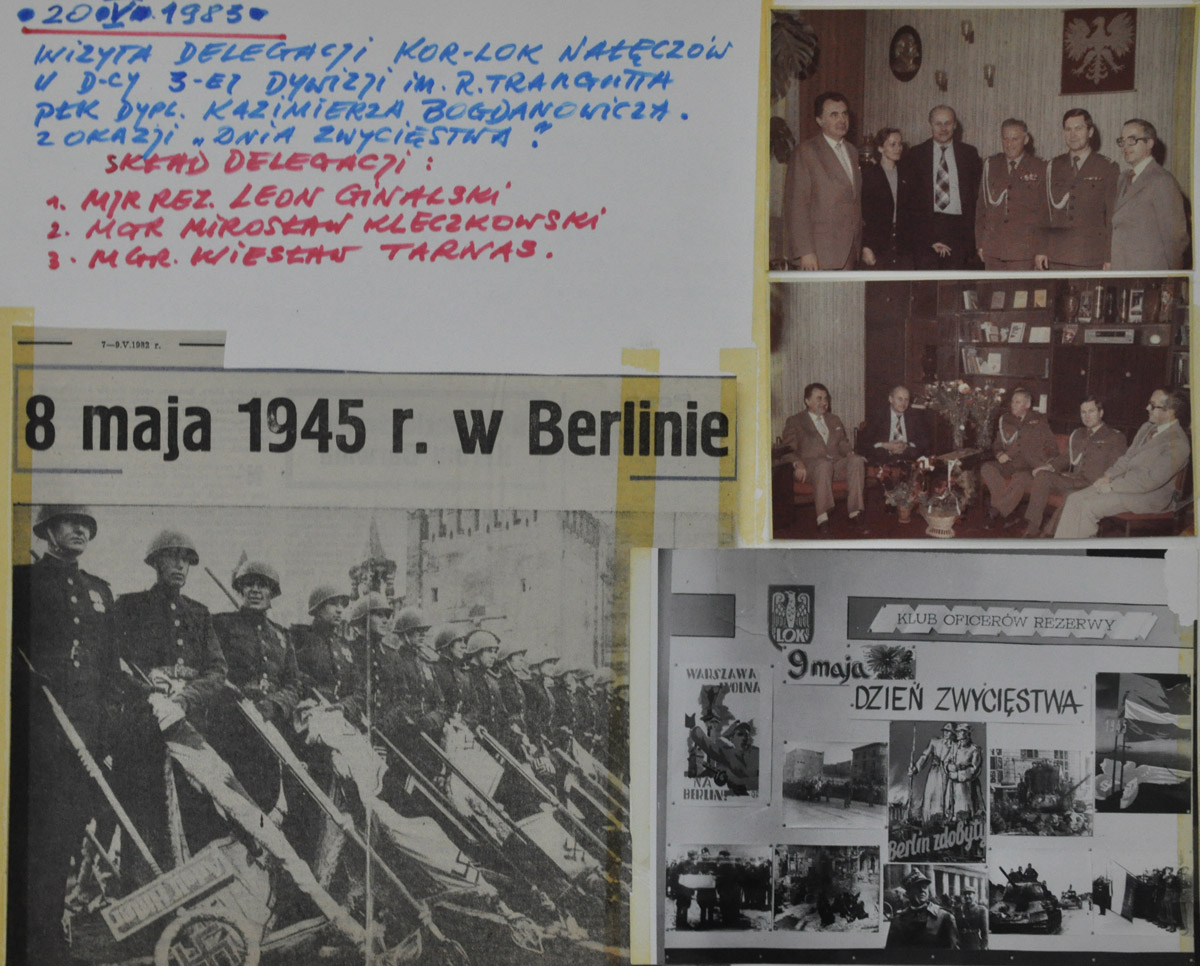 • 20 • V • 1983 •
WIZYTA DELEGACJI KOR-LOK NAŁĘCZÓW
U D-CY 3-EJ DYWIZJI im. R. TRAUGUTTA
PŁK DYPL. KAZIMIERZA BOGDANOWICZA.
Z OKAZJI „DNIA ZWYCIĘSTWA".
SKŁAD DELEGACJI :
1. MJR REZ. LEON GINALSKI
2. MGR MIROSŁAW KLECZKOWSKI
3. MGR. WIESŁAW TARNAS.
7—9.V.1982 r.
8 maja 1945 r. w Berlinie
LOK
KLUB OFICERÓW REZERWY
9 maja
DZIEŃ ZWYCIĘSTWA
WARSZAWA
WOLNA
NA
BERLIN!
Berlin zdobyty